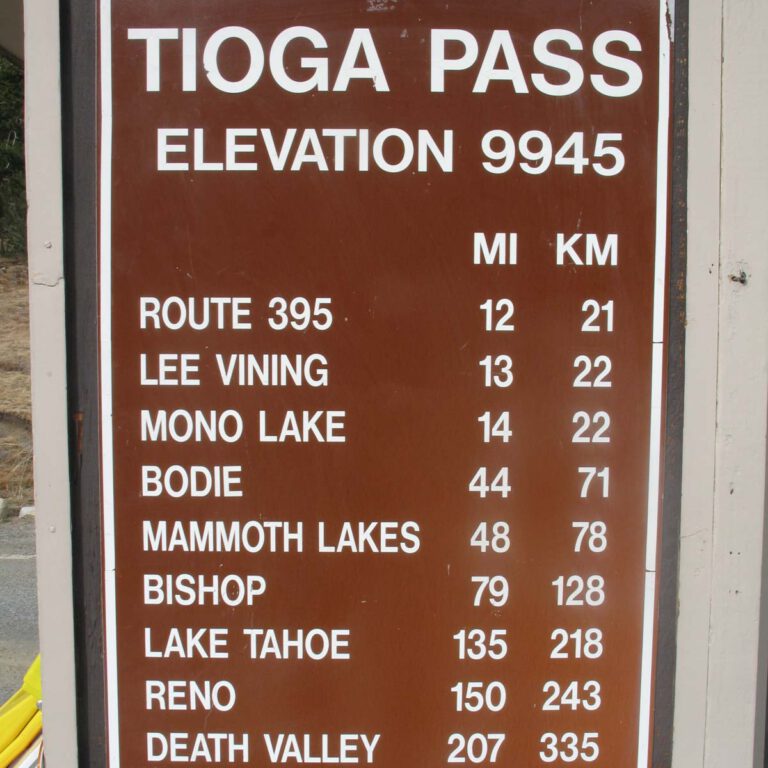 TIOGA PASS
ELEVATION 9945
MI KM
ROUTE 395 12 21
LEE VINING 13 22
MONO LAKE 14 22
BODIE 44 71
MAMMOTH LAKES 48 78
BISHOP 79 128
LAKE TAHOE 135 218
RENO 150 243
DEATH VALLEY 207 335